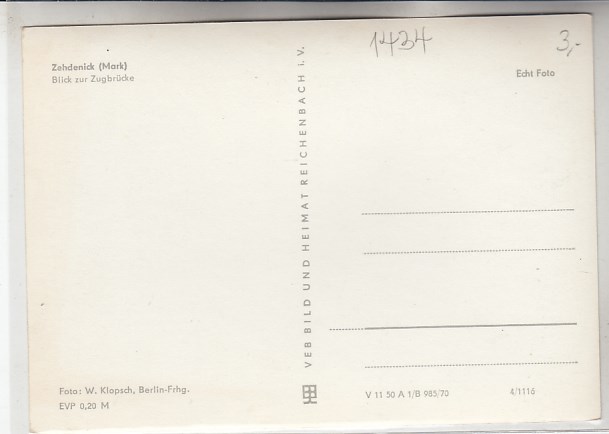 1434
3,-
Zehdenick (Mark)
Blick zur Zugbrücke
Echt Foto
VEB BILD UND HEIMAT REICHENBACH i. V.
Foto: W. Klopsch, Berlin-Frhg.
EVP 0,20 M
V 11 50 A 1/B 985/70
4/1116